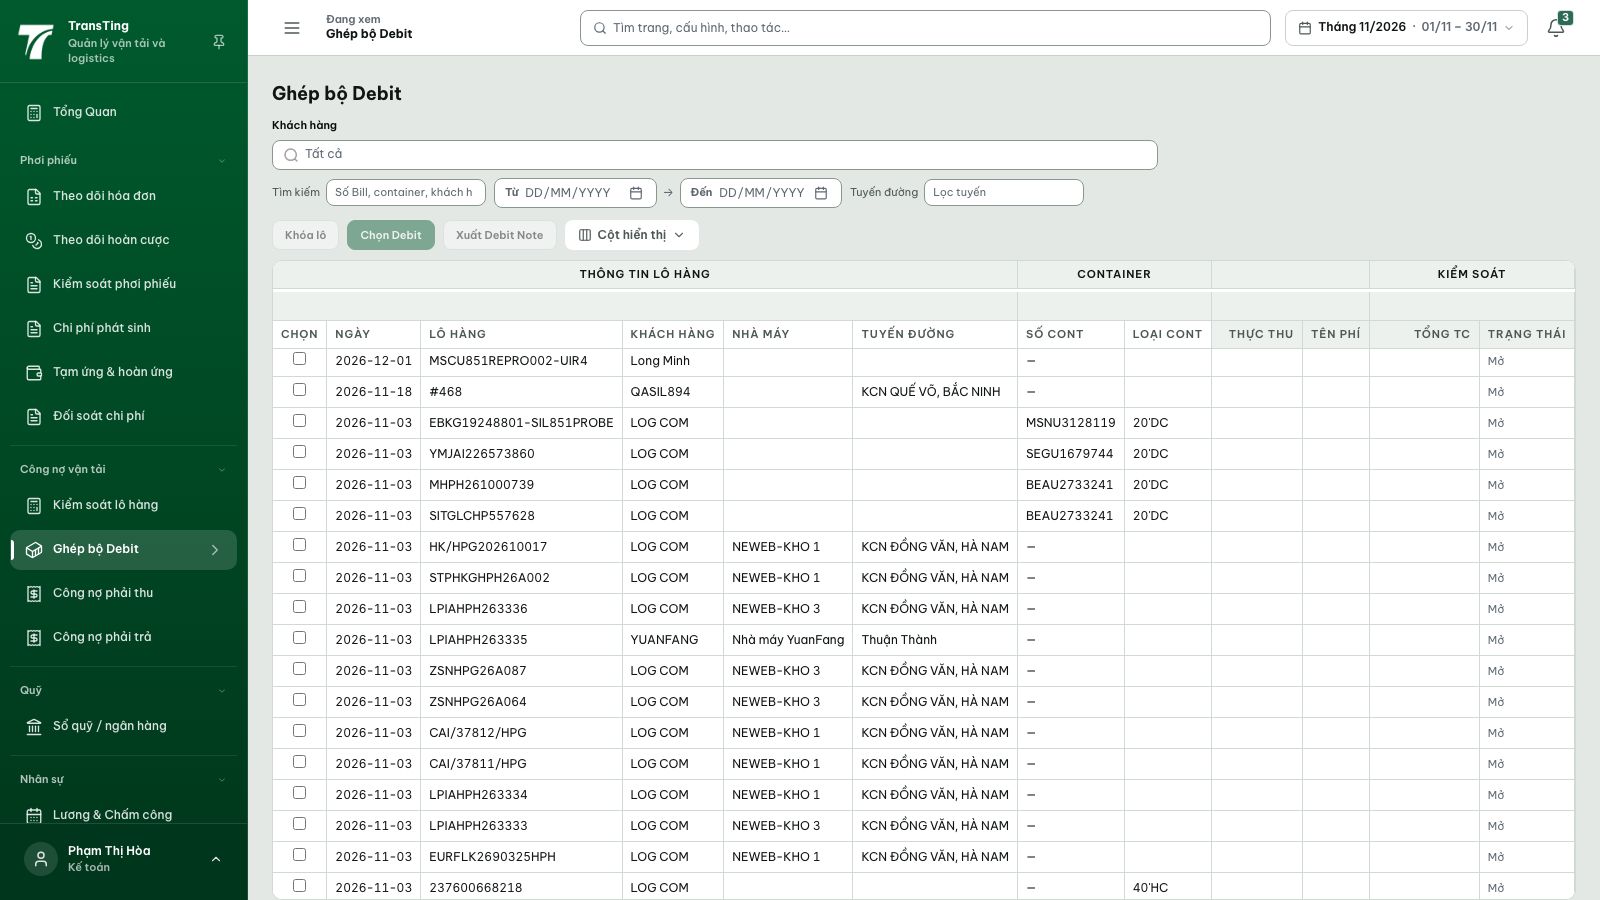 TransTing
Quản lý vận tải và
logistics
Đang xem
Ghép bộ Debit
Tìm trang, cấu hình, thao tác...
Tháng 11/2026 · 01/11 – 30/11
3
Tổng Quan
Phơi phiếu
Theo dõi hóa đơn
Theo dõi hoàn cược
Kiểm soát phơi phiếu
Chi phí phát sinh
Tạm ứng & hoàn ứng
Đối soát chi phí
Công nợ vận tải
Kiểm soát lô hàng
Ghép bộ Debit
Công nợ phải thu
Công nợ phải trả
Quỹ
Sổ quỹ / ngân hàng
Nhân sự
Lương & Chấm công
Phạm Thị Hòa
Kế toán
Ghép bộ Debit
Khách hàng
Tất cả
Tìm kiếm Số Bill, container, khách h Từ DD/MM/YYYY → Đến DD/MM/YYYY Tuyến đường Lọc tuyến
Khóa lô Chọn Debit Xuất Debit Note Cột hiển thị
THÔNG TIN LÔ HÀNG CONTAINER KIỂM SOÁT
CHỌN NGÀY LÔ HÀNG KHÁCH HÀNG NHÀ MÁY TUYẾN ĐƯỜNG SỐ CONT LOẠI CONT THỰC THU TÊN PHÍ TỔNG TC TRẠNG THÁI
2026-12-01 MSCU851REPRO002-UIR4 Long Minh — Mở
2026-11-18 #468 QASIL894 KCN QUẾ VÕ, BẮC NINH — Mở
2026-11-03 EBKG19248801-SIL851PROBE LOG COM MSNU3128119 20'DC Mở
2026-11-03 YMJAI226573860 LOG COM SEGU1679744 20'DC Mở
2026-11-03 MHPH261000739 LOG COM BEAU2733241 20'DC Mở
2026-11-03 SITGLCHP557628 LOG COM BEAU2733241 20'DC Mở
2026-11-03 HK/HPG202610017 LOG COM NEWEB-KHO 1 KCN ĐỒNG VĂN, HÀ NAM — Mở
2026-11-03 STPHKGHPH26A002 LOG COM NEWEB-KHO 1 KCN ĐỒNG VĂN, HÀ NAM — Mở
2026-11-03 LPIAHPH263336 LOG COM NEWEB-KHO 3 KCN ĐỒNG VĂN, HÀ NAM — Mở
2026-11-03 LPIAHPH263335 YUANFANG Nhà máy YuanFang Thuận Thành — Mở
2026-11-03 ZSNHPG26A087 LOG COM NEWEB-KHO 3 KCN ĐỒNG VĂN, HÀ NAM — Mở
2026-11-03 ZSNHPG26A064 LOG COM NEWEB-KHO 3 KCN ĐỒNG VĂN, HÀ NAM — Mở
2026-11-03 CAI/37812/HPG LOG COM NEWEB-KHO 1 KCN ĐỒNG VĂN, HÀ NAM — Mở
2026-11-03 CAI/37811/HPG LOG COM NEWEB-KHO 1 KCN ĐỒNG VĂN, HÀ NAM — Mở
2026-11-03 LPIAHPH263334 LOG COM NEWEB-KHO 1 KCN ĐỒNG VĂN, HÀ NAM — Mở
2026-11-03 LPIAHPH263333 LOG COM NEWEB-KHO 3 KCN ĐỒNG VĂN, HÀ NAM — Mở
2026-11-03 EURFLK2690325HPH LOG COM NEWEB-KHO 1 KCN ĐỒNG VĂN, HÀ NAM — Mở
2026-11-03 237600668218 LOG COM — 40'HC Mở